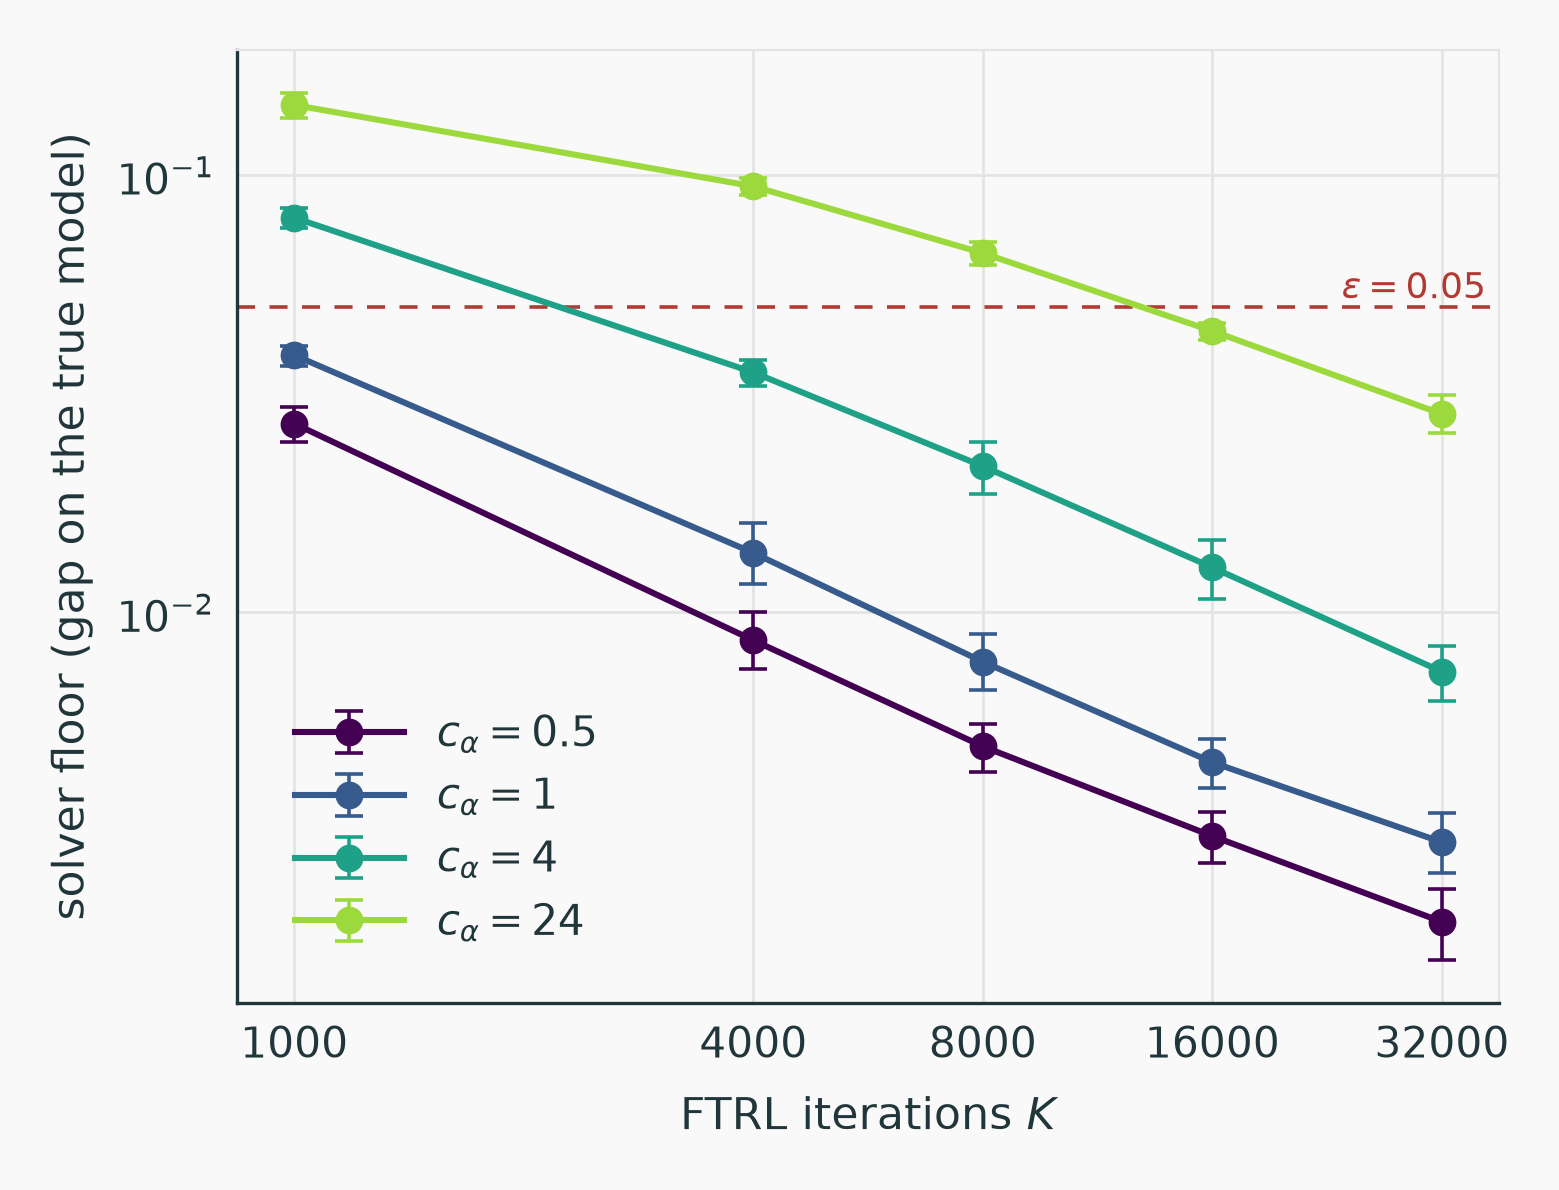 solver floor (gap on the true model)
10⁻¹
10⁻²
ε = 0.05
c_α = 0.5
c_α = 1
c_α = 4
c_α = 24
1000 4000 8000 16000 32000
FTRL iterations K